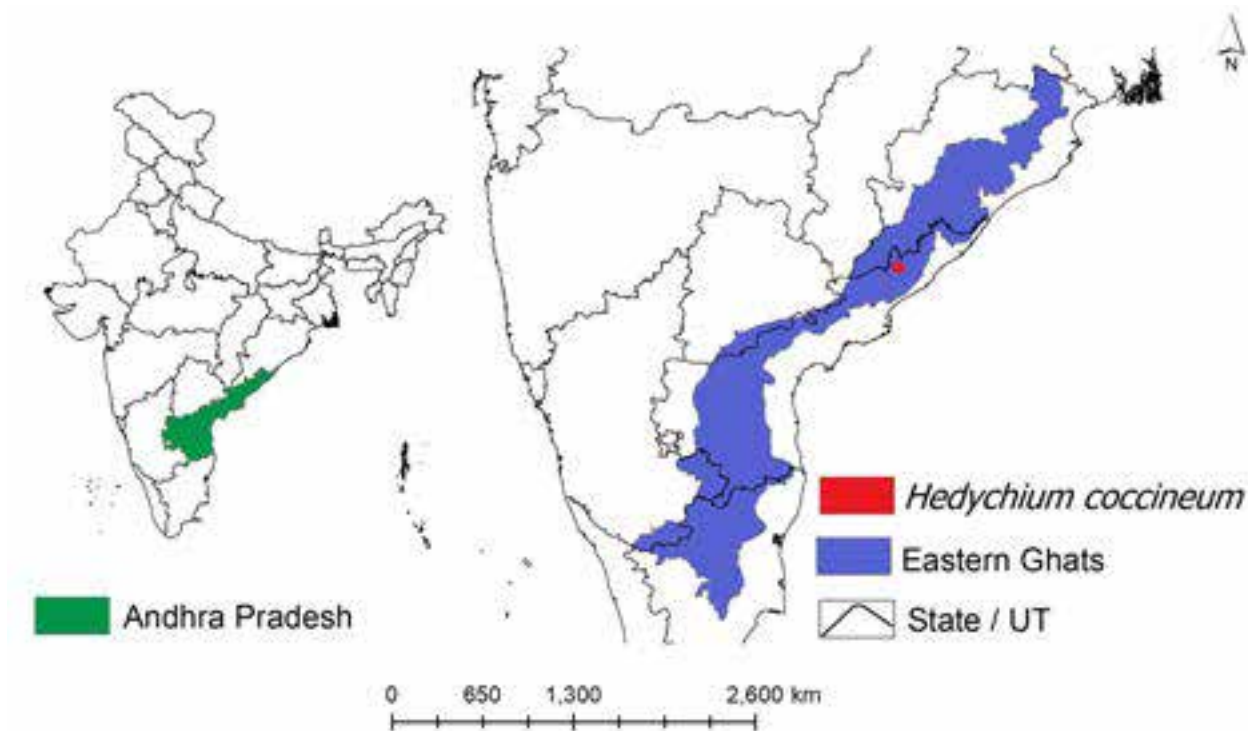 N
Hedychium coccineum
Eastern Ghats
Andhra Pradesh
State / UT
0 650 1,300 2,600 km